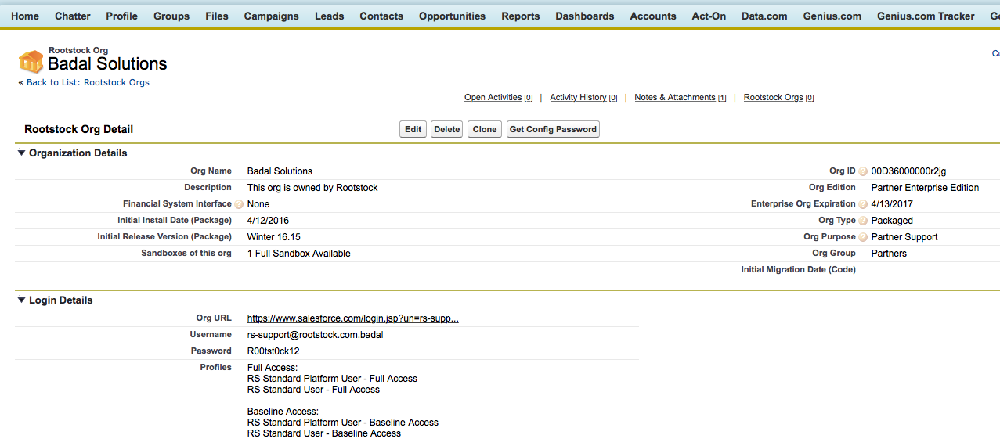 Home Chatter Profile Groups Files Campaigns Leads Contacts Opportunities Reports Dashboards Accounts Act-On Data.com Genius.com Genius.com Tracker
Rootstock Org
Badal Solutions
« Back to List: Rootstock Orgs
Open Activities [0] | Activity History [0] | Notes & Attachments [1] | Rootstock Orgs [0]
Rootstock Org Detail Edit Delete Clone Get Config Password
Organization Details
Org Name Badal Solutions Org ID ? 00D36000000r2jg
Description This org is owned by Rootstock Org Edition Partner Enterprise Edition
Financial System Interface ? None Enterprise Org Expiration ? 4/13/2017
Initial Install Date (Package) 4/12/2016 Org Type ? Packaged
Initial Release Version (Package) Winter 16.15 Org Purpose ? Partner Support
Sandboxes of this org 1 Full Sandbox Available Org Group Partners
Initial Migration Date (Code)
Login Details
Org URL https://www.salesforce.com/login.jsp?un=rs-supp...
Username rs-support@rootstock.com.badal
Password R00tst0ck12
Profiles Full Access:
RS Standard Platform User - Full Access
RS Standard User - Full Access
Baseline Access:
RS Standard Platform User - Baseline Access
RS Standard User - Baseline Access